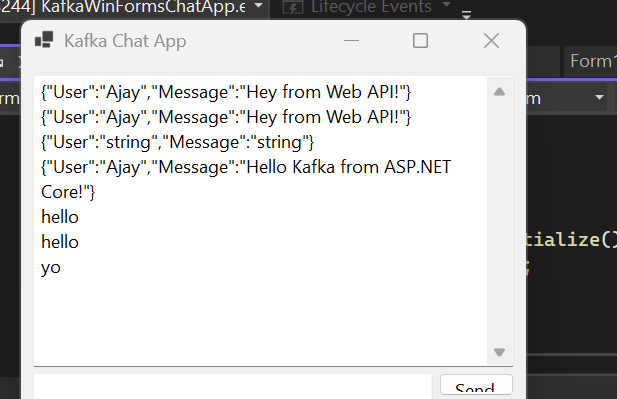 244] KafkaWinFormsChatApp.e
Lifecycle Events
Kafka Chat App
Form1
{"User":"Ajay","Message":"Hey from Web API!"}
{"User":"Ajay","Message":"Hey from Web API!"}
{"User":"string","Message":"string"}
{"User":"Ajay","Message":"Hello Kafka from ASP.NET
Core!"}
hello
hello
yo
tialize()
;
Send